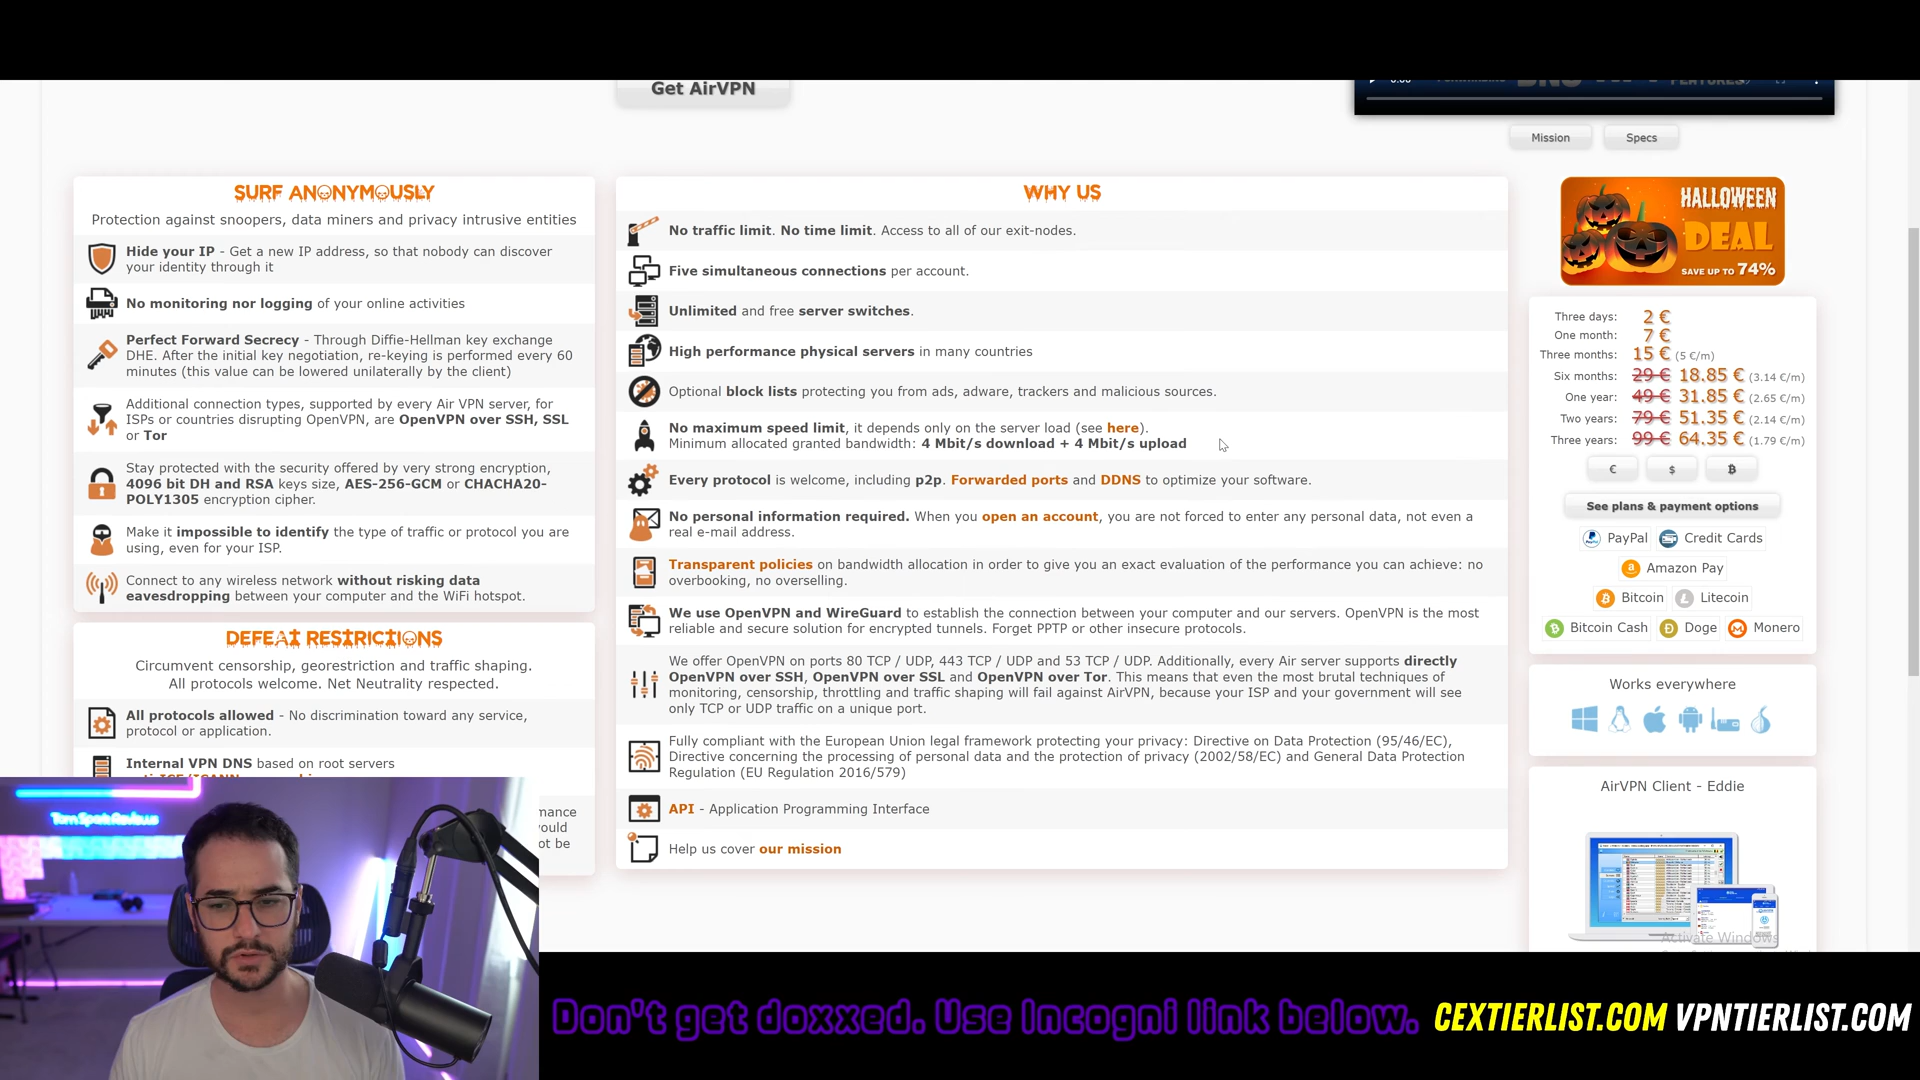 Get AirVPN
Mission
Specs
SURF ANONYMOUSLY
Protection against snoopers, data miners and privacy intrusive entities
Hide your IP - Get a new IP address, so that nobody can discover
your identity through it
No monitoring nor logging of your online activities
Perfect Forward Secrecy - Through Diffie-Hellman key exchange
DHE. After the initial key negotiation, re-keying is performed every 60
minutes (this value can be lowered unilaterally by the client)
Additional connection types, supported by every Air VPN server, for
ISPs or countries disrupting OpenVPN, are OpenVPN over SSH, SSL
or Tor
Stay protected with the security offered by very strong encryption,
4096 bit DH and RSA keys size, AES-256-GCM or CHACHA20-
POLY1305 encryption cipher.
Make it impossible to identify the type of traffic or protocol you are
using, even for your ISP.
Connect to any wireless network without risking data
eavesdropping between your computer and the WiFi hotspot.
DEFEAT RESTRICTIONS
Circumvent censorship, georestriction and traffic shaping.
All protocols welcome. Net Neutrality respected.
All protocols allowed - No discrimination toward any service,
protocol or application.
Internal VPN DNS based on root servers
mance
ould
ot be
WHY US
No traffic limit. No time limit. Access to all of our exit-nodes.
Five simultaneous connections per account.
Unlimited and free server switches.
High performance physical servers in many countries
Optional block lists protecting you from ads, adware, trackers and malicious sources.
No maximum speed limit, it depends only on the server load (see here).
Minimum allocated granted bandwidth: 4 Mbit/s download + 4 Mbit/s upload
Every protocol is welcome, including p2p. Forwarded ports and DDNS to optimize your software.
No personal information required. When you open an account, you are not forced to enter any personal data, not even a
real e-mail address.
Transparent policies on bandwidth allocation in order to give you an exact evaluation of the performance you can achieve: no
overbooking, no overselling.
We use OpenVPN and WireGuard to establish the connection between your computer and our servers. OpenVPN is the most
reliable and secure solution for encrypted tunnels. Forget PPTP or other insecure protocols.
We offer OpenVPN on ports 80 TCP / UDP, 443 TCP / UDP and 53 TCP / UDP. Additionally, every Air server supports directly
OpenVPN over SSH, OpenVPN over SSL and OpenVPN over Tor. This means that even the most brutal techniques of
monitoring, censorship, throttling and traffic shaping will fail against AirVPN, because your ISP and your government will see
only TCP or UDP traffic on a unique port.
Fully compliant with the European Union legal framework protecting your privacy: Directive on Data Protection (95/46/EC),
Directive concerning the processing of personal data and the protection of privacy (2002/58/EC) and General Data Protection
Regulation (EU Regulation 2016/579)
API - Application Programming Interface
Help us cover our mission
HALLOWEEN
DEAL
SAVE UP TO 74%
Three days: 2 €
One month: 7 €
Three months: 15 € (5 €/m)
Six months: 29 € 18.85 € (3.14 €/m)
One year: 49 € 31.85 € (2.65 €/m)
Two years: 79 € 51.35 € (2.14 €/m)
Three years: 99 € 64.35 € (1.79 €/m)
€ $ ₿
See plans & payment options
PayPal Credit Cards
Amazon Pay
Bitcoin Litecoin
Bitcoin Cash Doge Monero
Works everywhere
AirVPN Client - Eddie
Activate Windows
Tom Spark Reviews
Don't get doxxed. Use Incogni link below.
CEXTIERLIST.COM VPNTIERLIST.COM